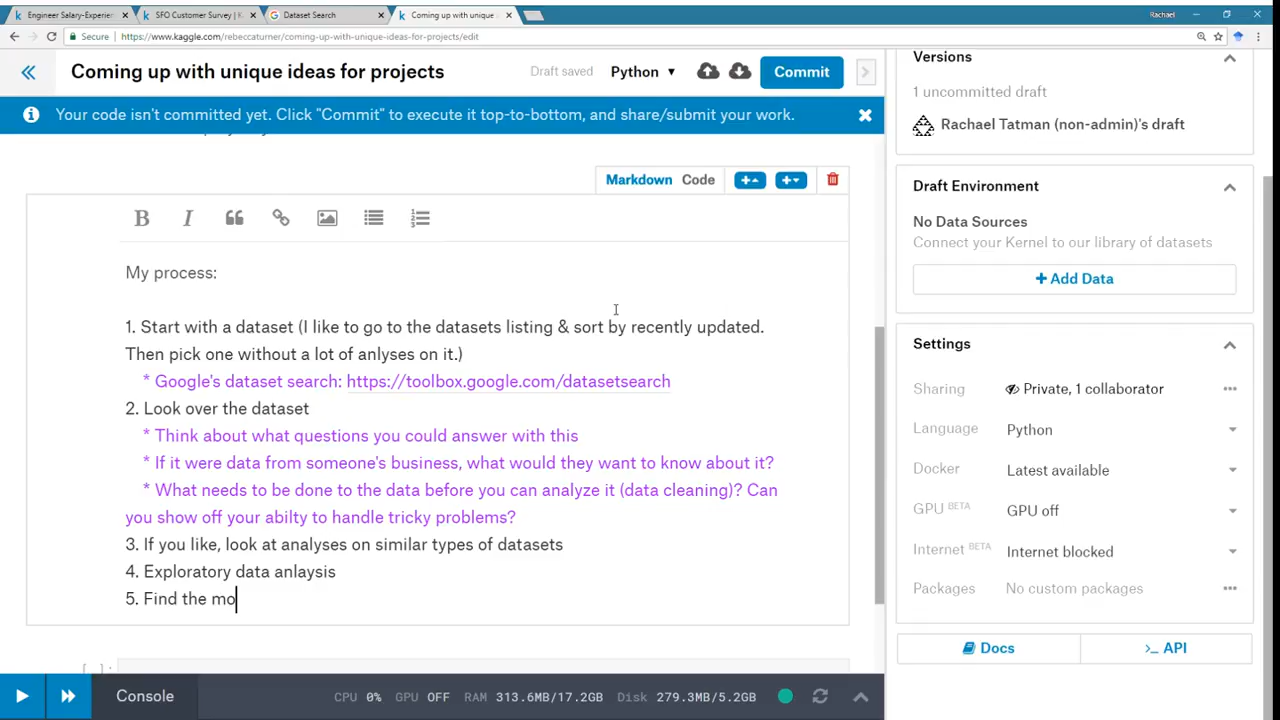 Engineer Salary-Experien
SFO Customer Survey | K
Dataset Search
Coming up with unique
Rachael
Secure | https://www.kaggle.com/rebeccaturner/coming-up-with-unique-ideas-for-projects/edit
Coming up with unique ideas for projects
Draft saved
Python
Commit
Your code isn't committed yet. Click "Commit" to execute it top-to-bottom, and share/submit your work.
Markdown Code
My process:
1. Start with a dataset (I like to go to the datasets listing & sort by recently updated.
Then pick one without a lot of anlyses on it.)
* Google's dataset search: https://toolbox.google.com/datasetsearch
2. Look over the dataset
* Think about what questions you could answer with this
* If it were data from someone's business, what would they want to know about it?
* What needs to be done to the data before you can analyze it (data cleaning)? Can
you show off your abilty to handle tricky problems?
3. If you like, look at analyses on similar types of datasets
4. Exploratory data anlaysis
5. Find the mo
[ ]:
Console
CPU 0% GPU OFF RAM 313.6MB/17.2GB Disk 279.3MB/5.2GB
Versions
1 uncommitted draft
Rachael Tatman (non-admin)'s draft
Draft Environment
No Data Sources
Connect your Kernel to our library of datasets
+ Add Data
Settings
Sharing Private, 1 collaborator
Language Python
Docker Latest available
GPU BETA GPU off
Internet BETA Internet blocked
Packages No custom packages
Docs
>_ API